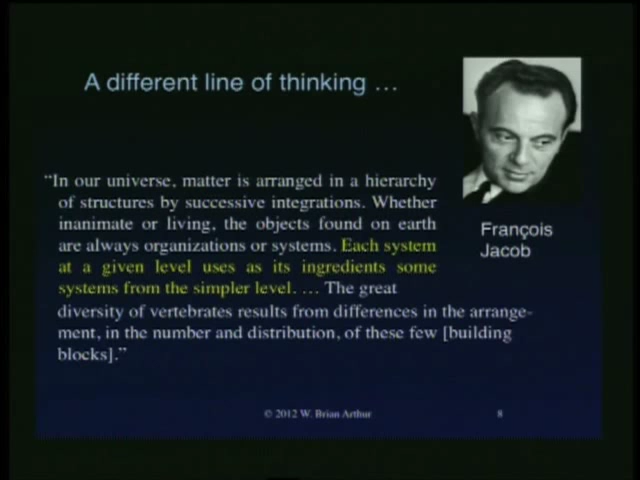 A different line of thinking …
“In our universe, matter is arranged in a hierarchy
of structures by successive integrations. Whether
inanimate or living, the objects found on earth
are always organizations or systems. Each system
at a given level uses as its ingredients some
systems from the simpler level. … The great
diversity of vertebrates results from differences in the arrange-
ment, in the number and distribution, of these few [building
blocks].”
François
Jacob
© 2012 W. Brian Arthur
8